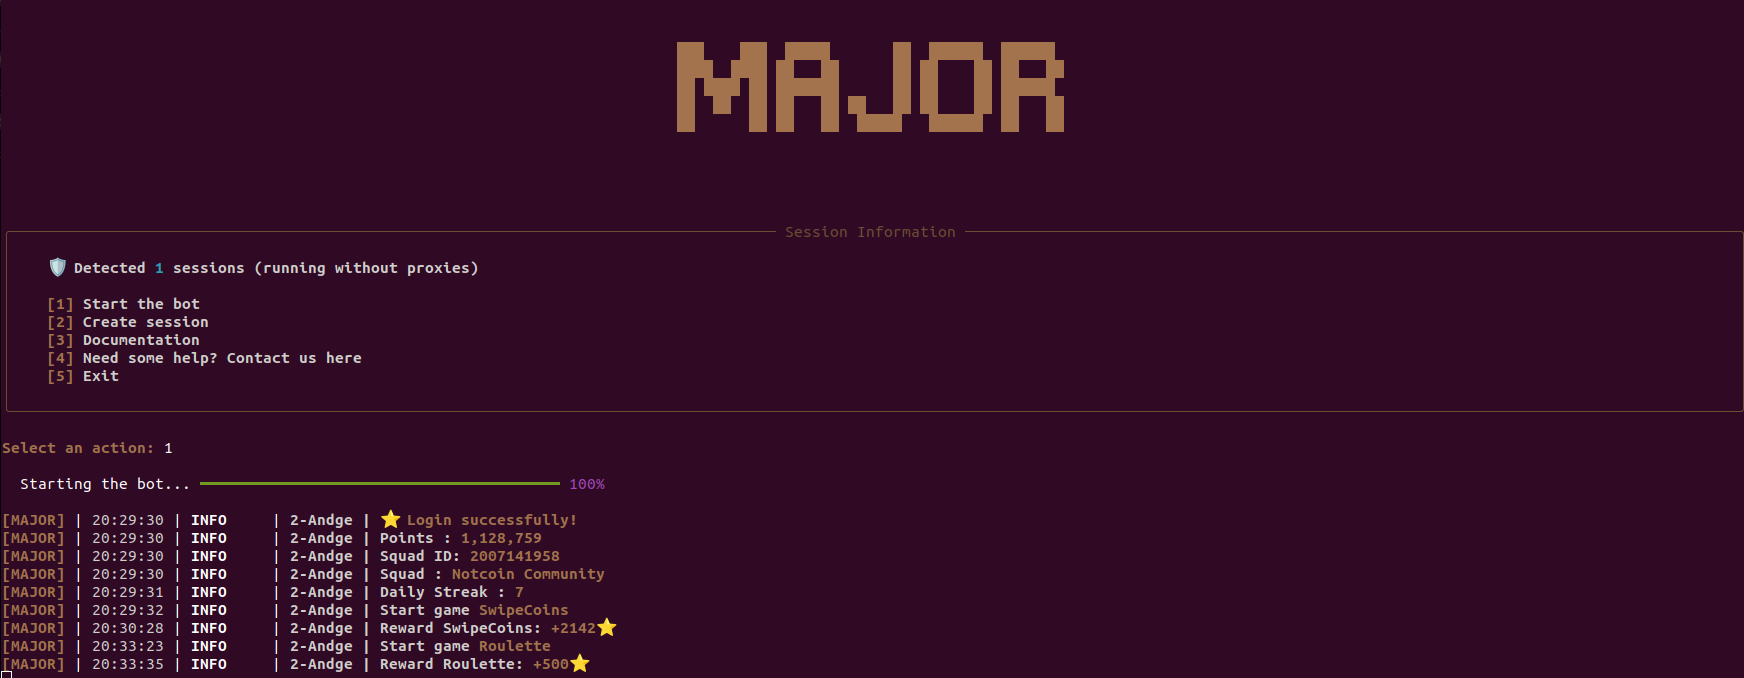 MAJOR
Session Information
Detected 1 sessions (running without proxies)
[1] Start the bot
[2] Create session
[3] Documentation
[4] Need some help? Contact us here
[5] Exit
Select an action: 1
Starting the bot... 100%
[MAJOR] | 20:29:30 | INFO | 2-Andge | ⭐ Login successfully!
[MAJOR] | 20:29:30 | INFO | 2-Andge | Points : 1,128,759
[MAJOR] | 20:29:30 | INFO | 2-Andge | Squad ID: 2007141958
[MAJOR] | 20:29:30 | INFO | 2-Andge | Squad : Notcoin Community
[MAJOR] | 20:29:31 | INFO | 2-Andge | Daily Streak : 7
[MAJOR] | 20:29:32 | INFO | 2-Andge | Start game SwipeCoins
[MAJOR] | 20:30:28 | INFO | 2-Andge | Reward SwipeCoins: +2142⭐
[MAJOR] | 20:33:23 | INFO | 2-Andge | Start game Roulette
[MAJOR] | 20:33:35 | INFO | 2-Andge | Reward Roulette: +500⭐